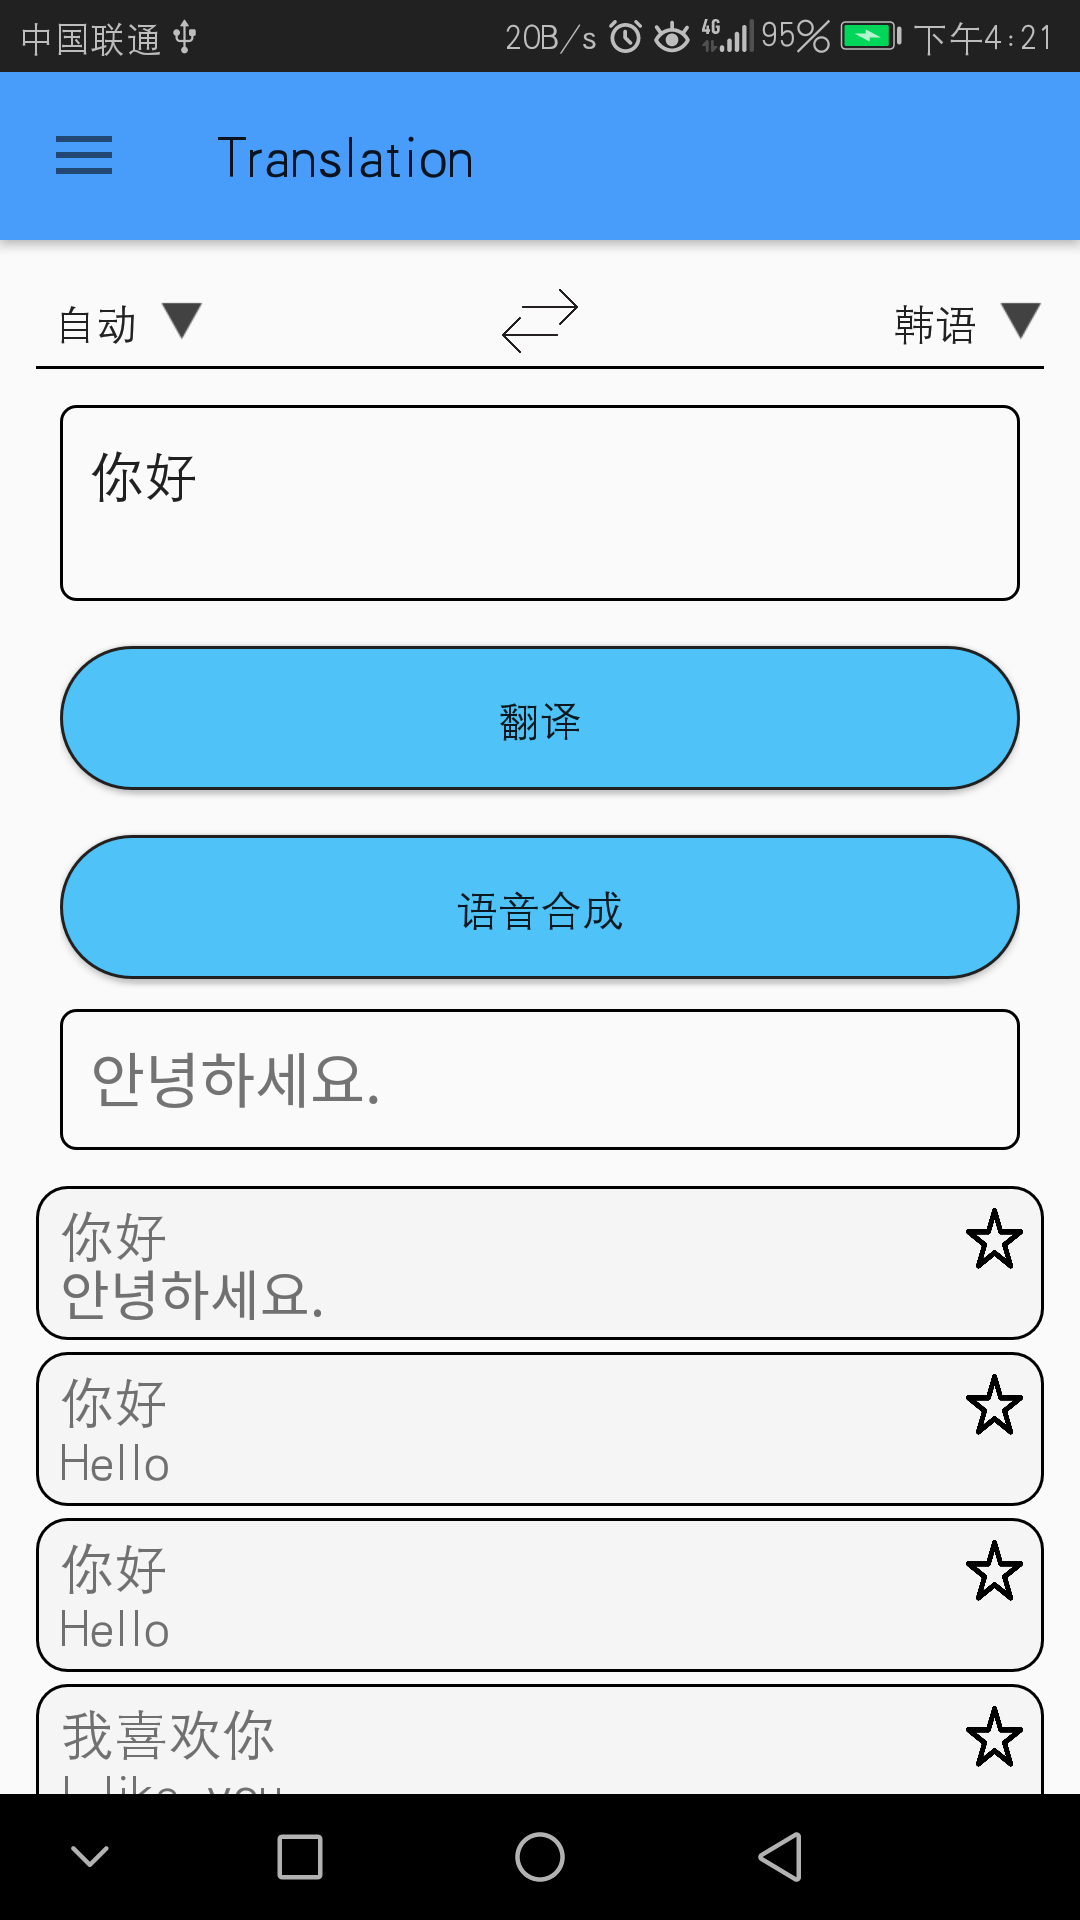 中国联通 20B/s 4G 95% 下午4:21
Translation
自动 韩语
你好
翻译
语音合成
안녕하세요.
你好
안녕하세요.
你好
Hello
你好
Hello
我喜欢你
I like you